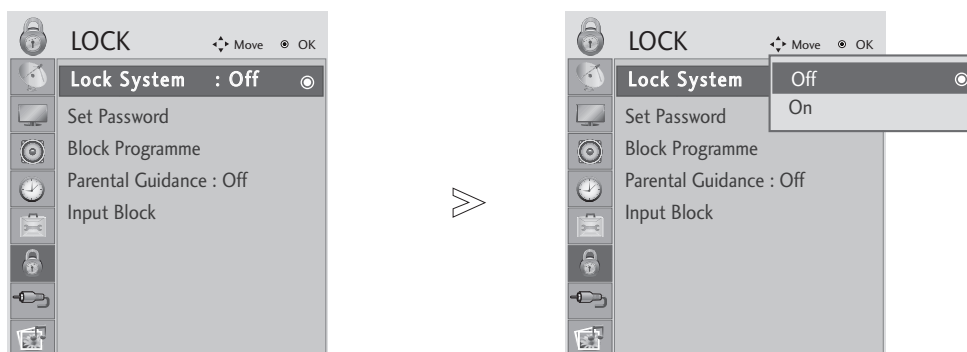 LOCK
Move OK
Lock System : Off
Set Password
Block Programme
Parental Guidance : Off
Input Block
>
LOCK
Move OK
Lock System
Off
Set Password
On
Block Programme
Parental Guidance : Off
Input Block